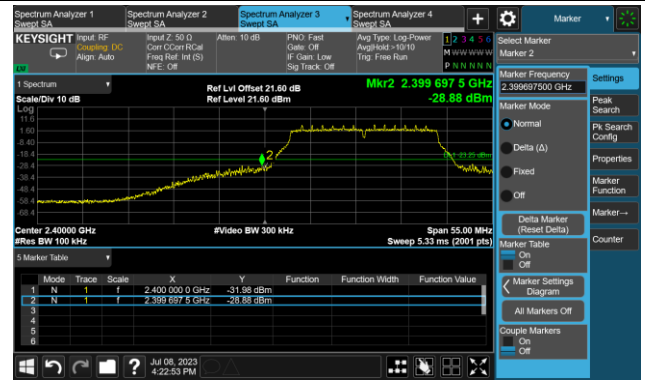 Spectrum Analyzer 1 Swept SA
Spectrum Analyzer 2 Swept SA
Spectrum Analyzer 3 Swept SA
Spectrum Analyzer 4 Swept SA
+
Marker
KEYSIGHT
Input: RF
Coupling: DC
Align: Auto
Input Z: 50 Ω
Corr CCorr RCal
Freq Ref: Int (S)
NFE: Off
Atten: 10 dB
PNO: Fast
Gate: Off
IF Gain: Low
Sig Track: Off
Avg Type: Log-Power
Avg|Hold:>10/10
Trig: Free Run
1 2 3 4 5 6
M W W W W W
P N N N N N
LXI
Select Marker
Marker 2
1 Spectrum
Scale/Div 10 dB
Log
Ref Lvl Offset 21.60 dB
Ref Level 21.60 dBm
Mkr2 2.399 697 5 GHz
-28.88 dBm
11.6
1.60
-8.40
-18.4
-28.4
-38.4
-48.4
-58.4
-68.4
2
DL1 -23.25 dBm
Center 2.40000 GHz
#Res BW 100 kHz
#Video BW 300 kHz
Span 55.00 MHz
Sweep 5.33 ms (2001 pts)
5 Marker Table
Mode Trace Scale X Y Function Function Width Function Value
1 N 1 f 2.400 000 0 GHz -31.98 dBm
2 N 1 f 2.399 697 5 GHz -28.88 dBm
3
4
5
6
Marker Frequency
2.399697500 GHz
Marker Mode
Normal
Delta (Δ)
Fixed
Off
Delta Marker
(Reset Delta)
Marker Table
On
Off
Marker Settings
Diagram
All Markers Off
Couple Markers
On
Off
Settings
Peak
Search
Pk Search
Config
Properties
Marker
Function
Marker→
Counter
?
Jul 08, 2023
4:22:53 PM